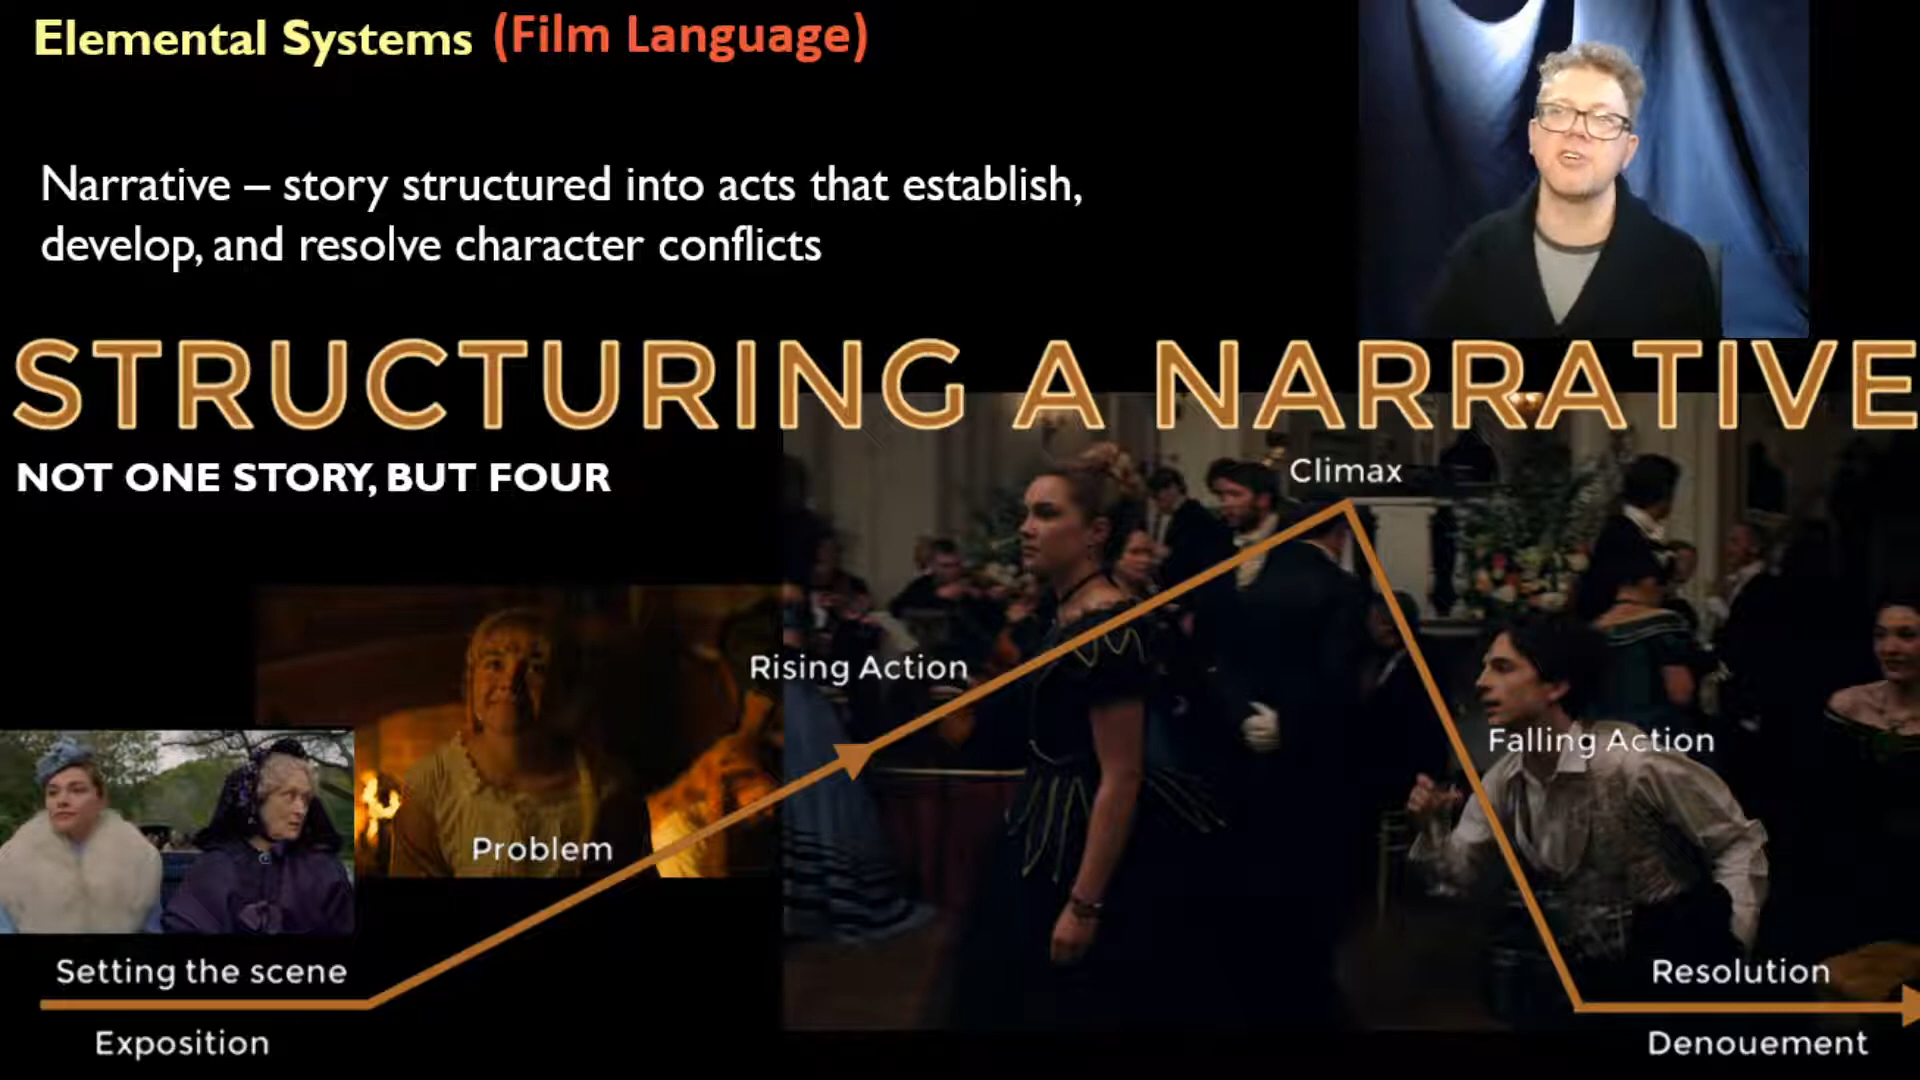 Elemental Systems (Film Language)
Narrative – story structured into acts that establish,
develop, and resolve character conflicts
STRUCTURING A NARRATIVE
NOT ONE STORY, BUT FOUR
Climax
Rising Action
Falling Action
Problem
Setting the scene
Resolution
Exposition
Denouement